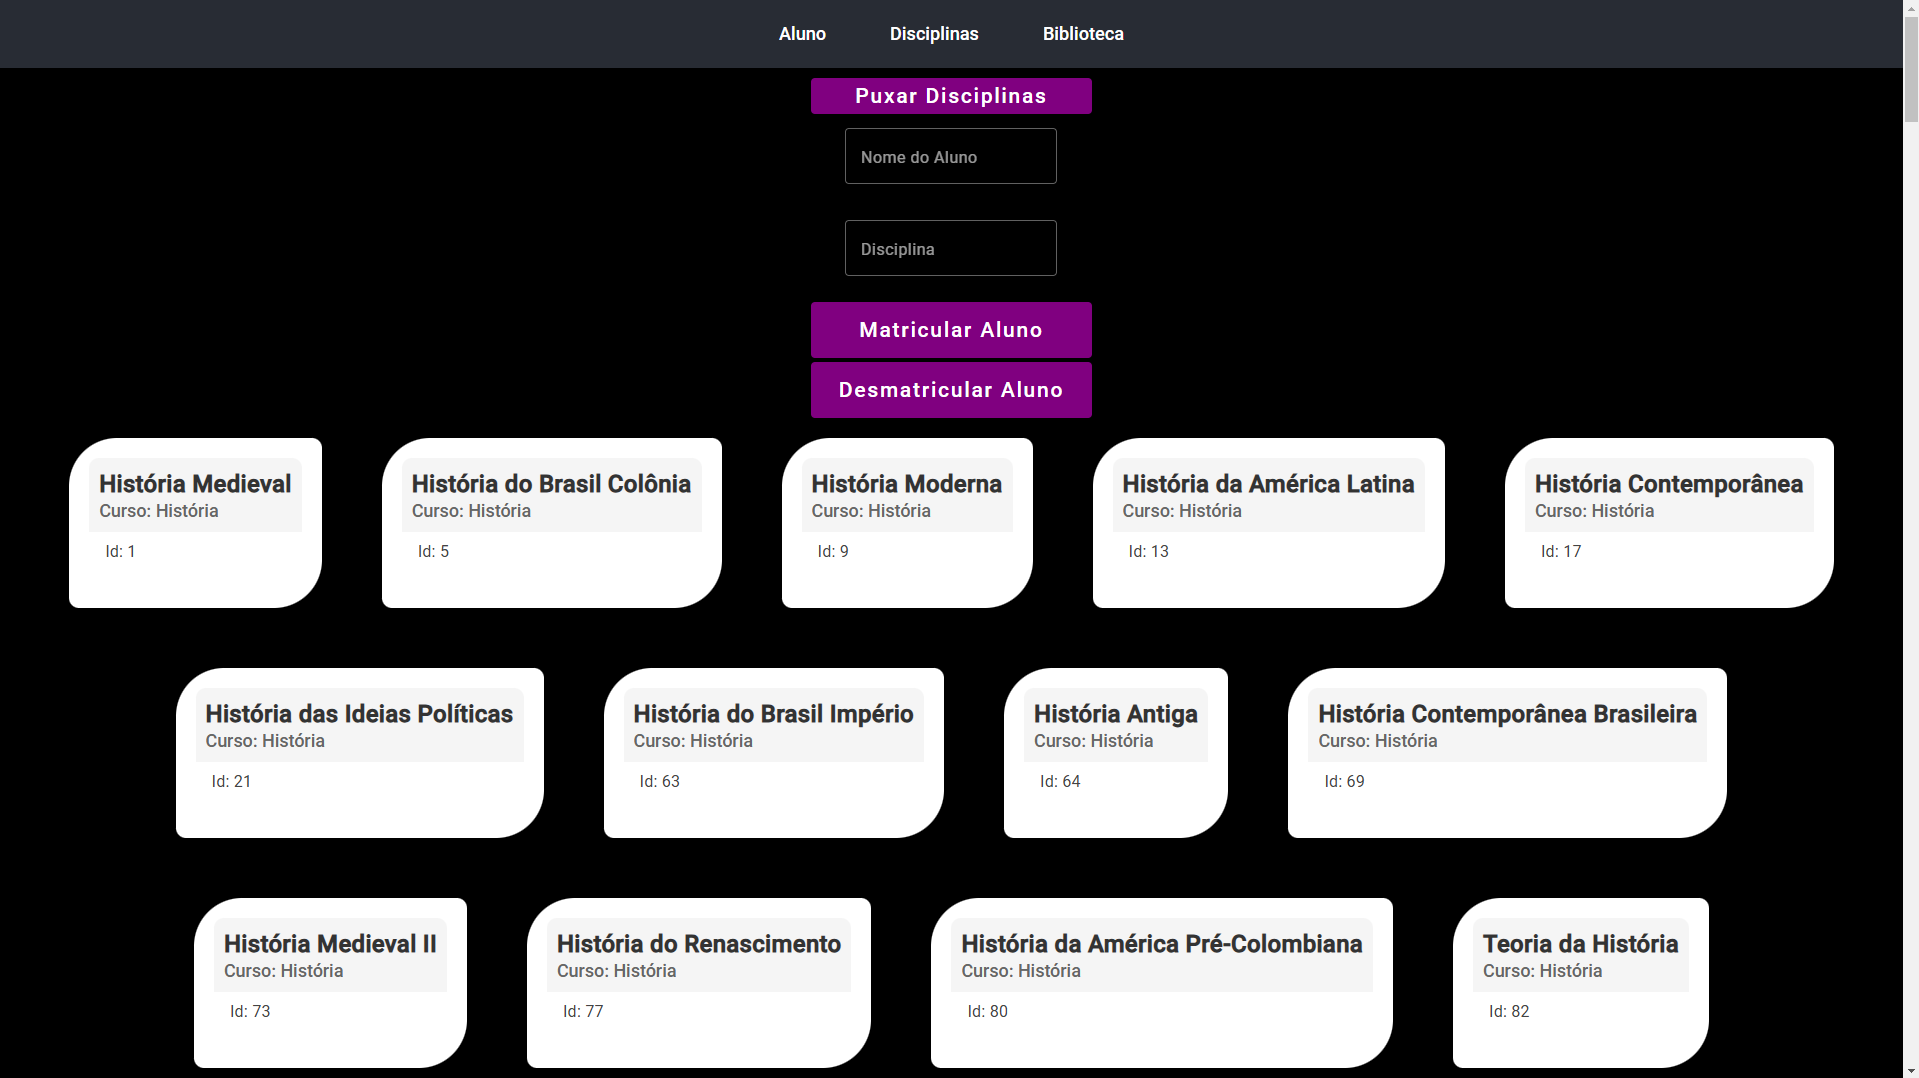 Aluno Disciplinas Biblioteca
Puxar Disciplinas
Nome do Aluno
Disciplina
Matricular Aluno
Desmatricular Aluno
História Medieval
Curso: História
Id: 1
História do Brasil Colônia
Curso: História
Id: 5
História Moderna
Curso: História
Id: 9
História da América Latina
Curso: História
Id: 13
História Contemporânea
Curso: História
Id: 17
História das Ideias Políticas
Curso: História
Id: 21
História do Brasil Império
Curso: História
Id: 63
História Antiga
Curso: História
Id: 64
História Contemporânea Brasileira
Curso: História
Id: 69
História Medieval II
Curso: História
Id: 73
História do Renascimento
Curso: História
Id: 77
História da América Pré-Colombiana
Curso: História
Id: 80
Teoria da História
Curso: História
Id: 82